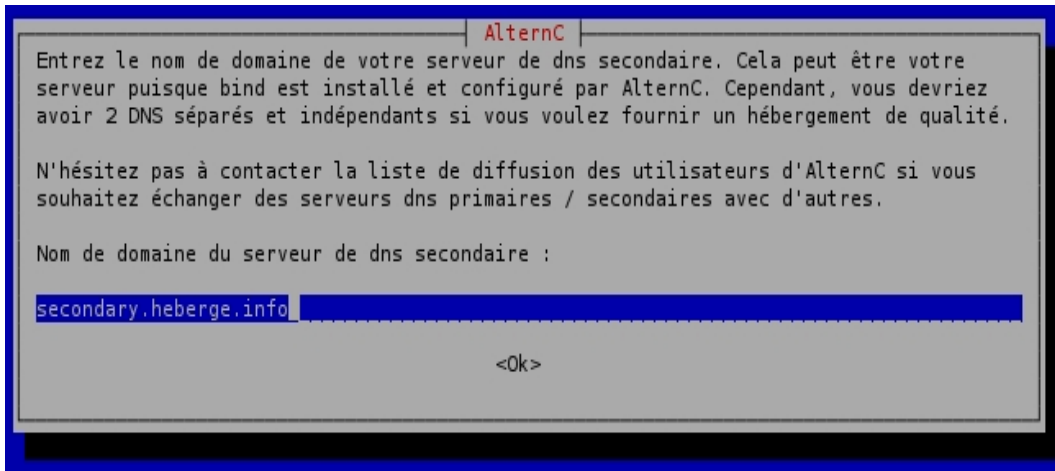 AlternC
Entrez le nom de domaine de votre serveur de dns secondaire. Cela peut être votre
serveur puisque bind est installé et configuré par AlternC. Cependant, vous devriez
avoir 2 DNS séparés et indépendants si vous voulez fournir un hébergement de qualité.
N'hésitez pas à contacter la liste de diffusion des utilisateurs d'AlternC si vous
souhaitez échanger des serveurs dns primaires / secondaires avec d'autres.
Nom de domaine du serveur de dns secondaire :
secondary.heberge.info_
<Ok>